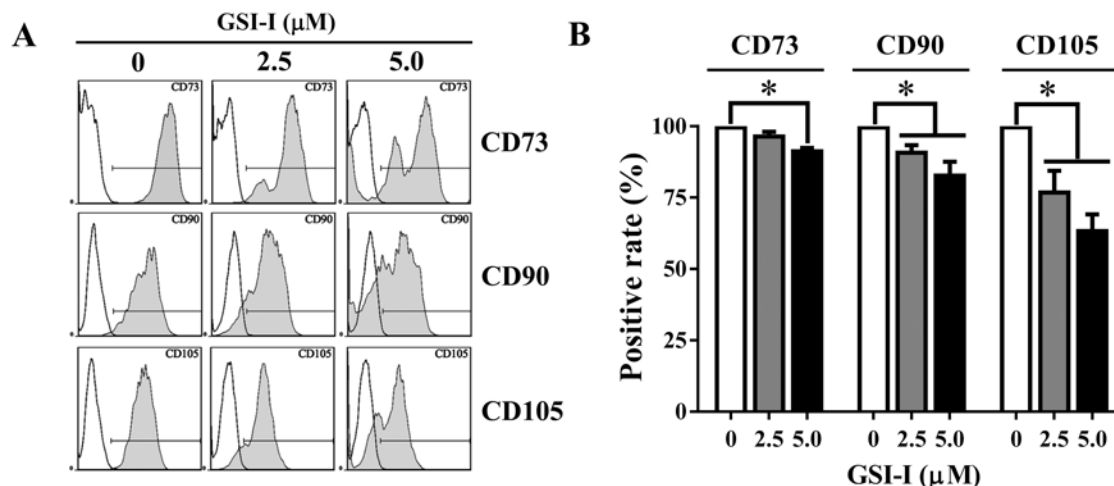 A
GSI-I (μM)
0 2.5 5.0
CD73 CD73 CD73
CD73
CD90 CD90 CD90
CD90
CD105 CD105 CD105
CD105
B
CD73 CD90 CD105
* * *
Positive rate (%)
100
75
50
25
0
0 2.5 5.0 0 2.5 5.0 0 2.5 5.0
GSI-I (μM)